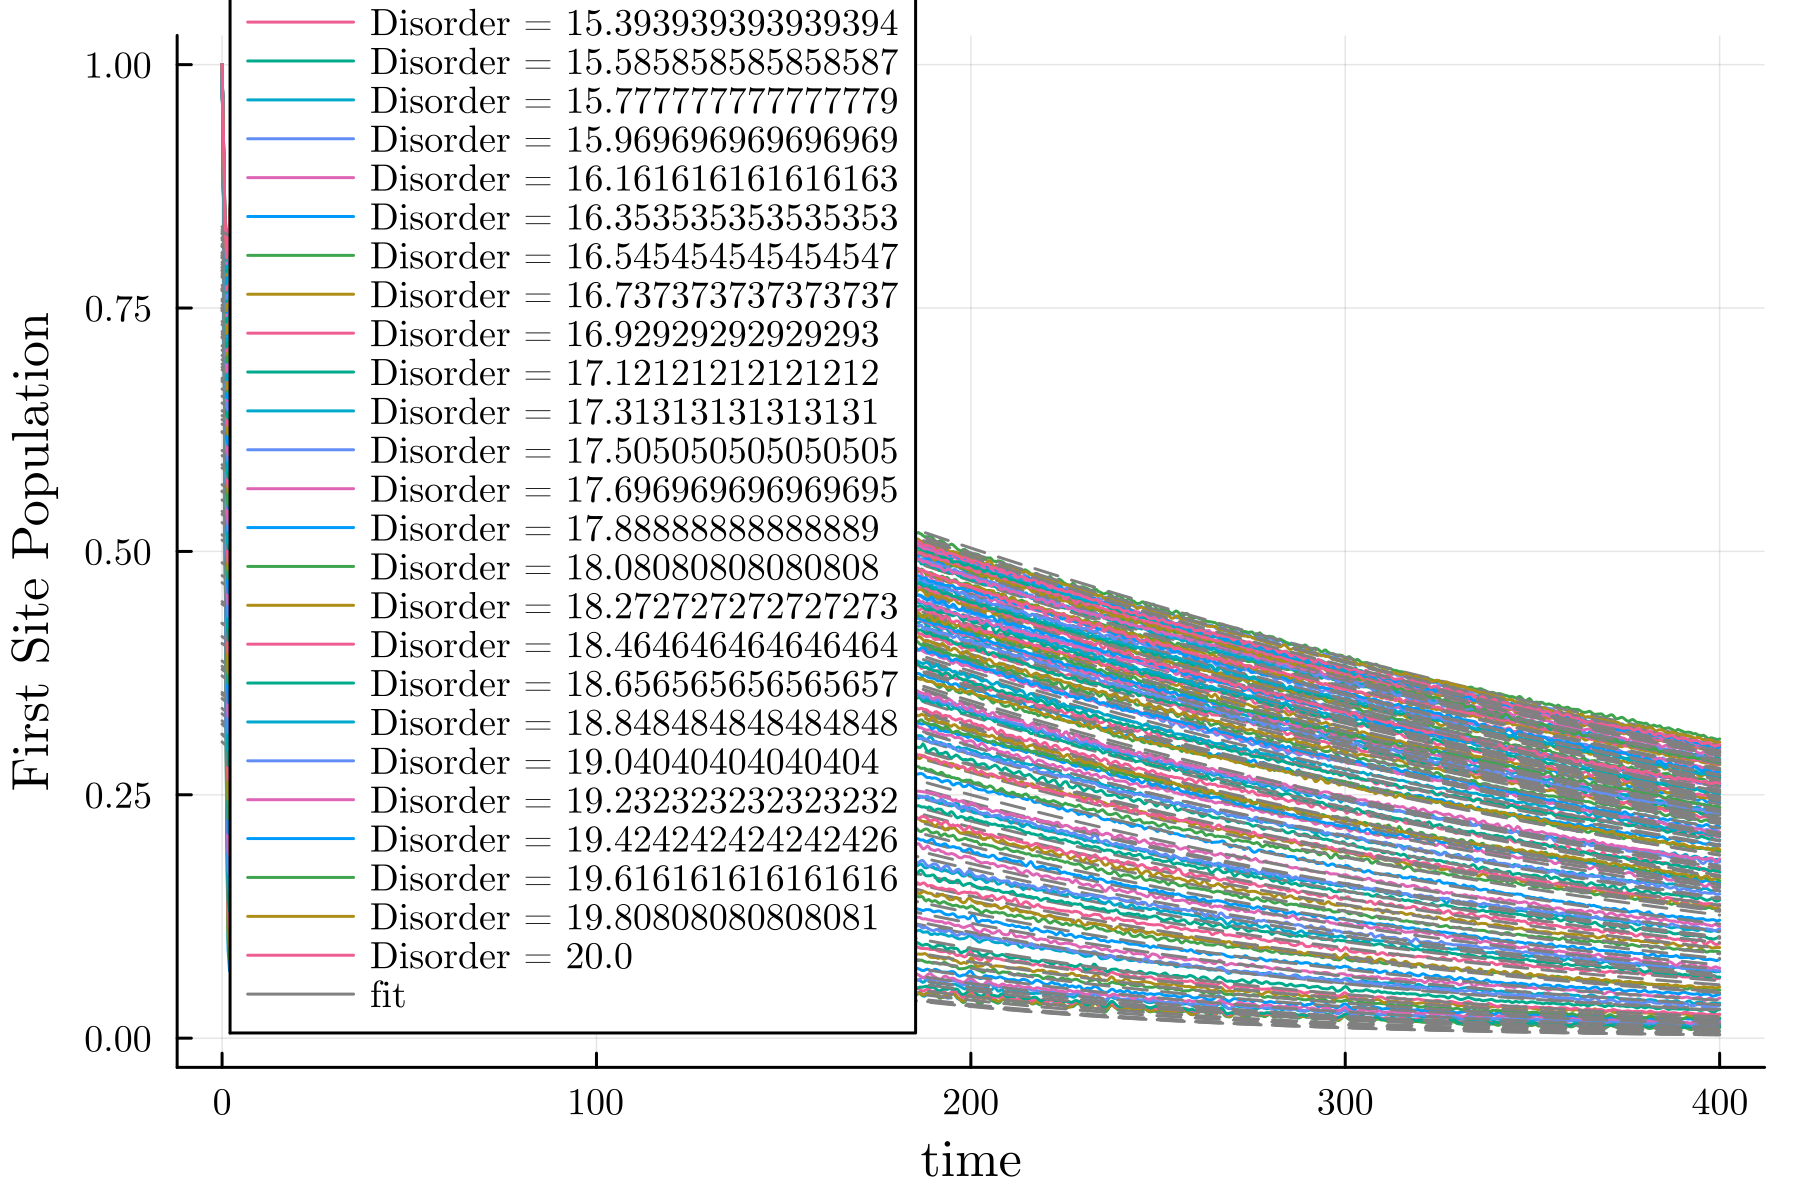 Disorder = 15.393939393939394
Disorder = 15.585858585858587
Disorder = 15.777777777777779
Disorder = 15.969696969696969
Disorder = 16.161616161616163
Disorder = 16.353535353535353
Disorder = 16.545454545454547
Disorder = 16.737373737373737
Disorder = 16.92929292929293
Disorder = 17.12121212121212
Disorder = 17.31313131313131
Disorder = 17.505050505050505
Disorder = 17.696969696969695
Disorder = 17.88888888888889
Disorder = 18.08080808080808
Disorder = 18.272727272727273
Disorder = 18.464646464646464
Disorder = 18.656565656565657
Disorder = 18.848484848484848
Disorder = 19.04040404040404
Disorder = 19.232323232323232
Disorder = 19.424242424242426
Disorder = 19.616161616161616
Disorder = 19.80808080808081
Disorder = 20.0
fit
First Site Population
1.00
0.75
0.50
0.25
0.00
0
100
200
300
400
time